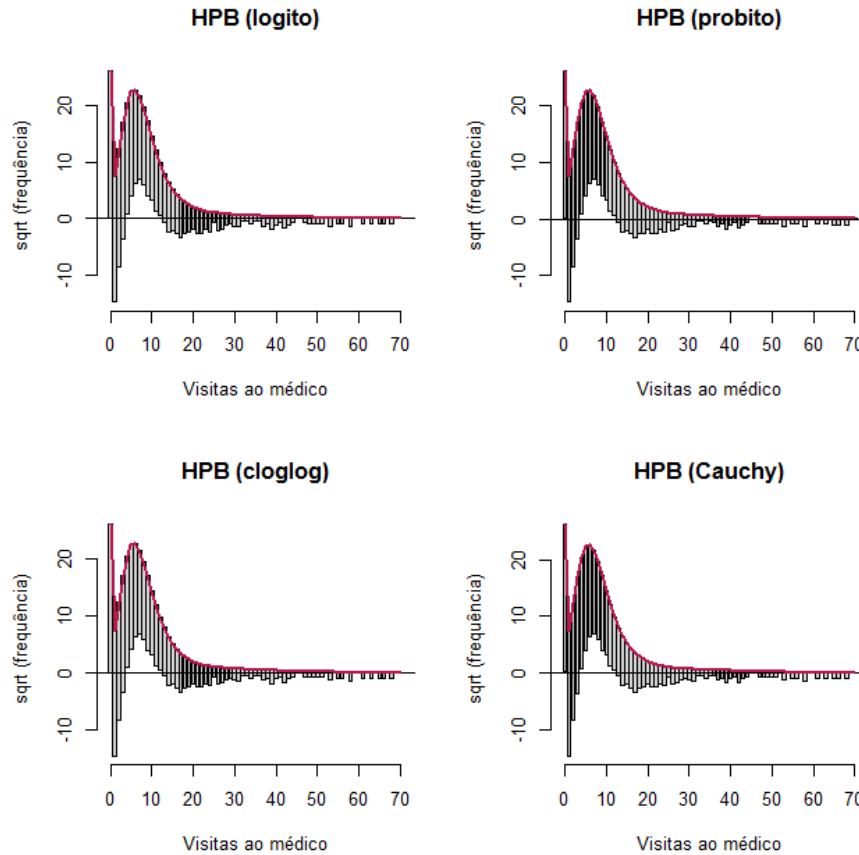 HPB (logito)
sqrt (frequência)
20
10
0
-10
0 10 20 30 40 50 60 70
Visitas ao médico
HPB (probito)
sqrt (frequência)
20
10
0
-10
0 10 20 30 40 50 60 70
Visitas ao médico
HPB (cloglog)
sqrt (frequência)
20
10
0
-10
0 10 20 30 40 50 60 70
Visitas ao médico
HPB (Cauchy)
sqrt (frequência)
20
10
0
-10
0 10 20 30 40 50 60 70
Visitas ao médico